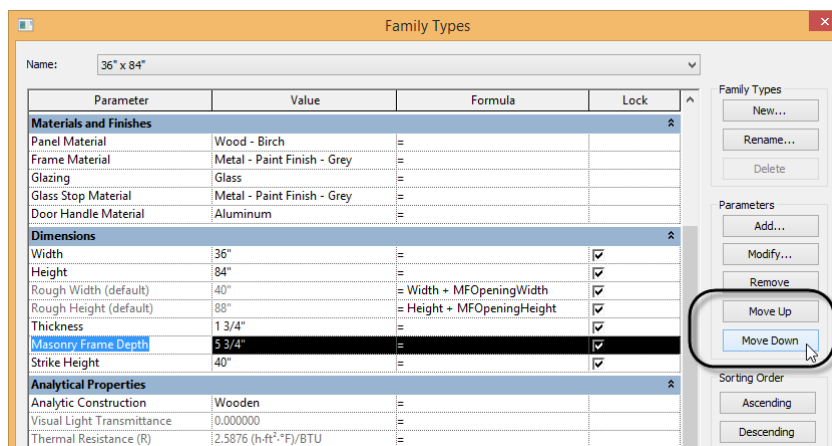 Family Types
Name: 36" x 84"
Parameter Value Formula Lock
Materials and Finishes
Panel Material Wood - Birch =
Frame Material Metal - Paint Finish - Grey =
Glazing Glass =
Glass Stop Material Metal - Paint Finish - Grey =
Door Handle Material Aluminum =
Dimensions
Width 36" =
Height 84" =
Rough Width (default) 40" = Width + MFOpeningWidth
Rough Height (default) 88" = Height + MFOpeningHeight
Thickness 1 3/4" =
Masonry Frame Depth 5 3/4" =
Strike Height 40" =
Analytical Properties
Analytic Construction Wooden =
Visual Light Transmittance 0.000000 =
Thermal Resistance (R) 2.5876 (h·ft²·°F)/BTU =
Family Types
New...
Rename...
Delete
Parameters
Add...
Modify...
Remove
Move Up
Move Down
Sorting Order
Ascending
Descending